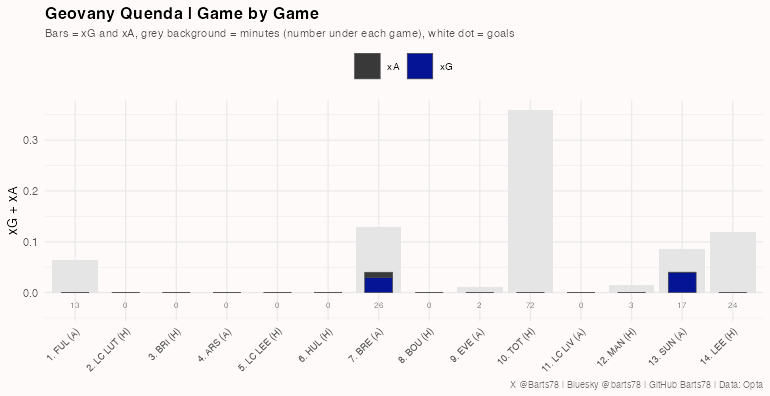 Geovany Quenda | Game by Game
Bars = xG and xA, grey background = minutes (number under each game), white dot = goals
xA xG
xG + xA
0.3
0.2
0.1
0.0
13 0 0 0 0 0 26 0 2 72 0 3 17 24
1. FUL (A)
2. LC LUT (H)
3. BRI (H)
4. ARS (A)
5. LC LEE (H)
6. HUL (H)
7. BRE (A)
8. BOU (H)
9. EVE (A)
10. TOT (H)
11. LC LIV (A)
12. MAN (H)
13. SUN (A)
14. LEE (H)
X @Barts78 | Bluesky @barts78 | GitHub Barts78 | Data: Opta